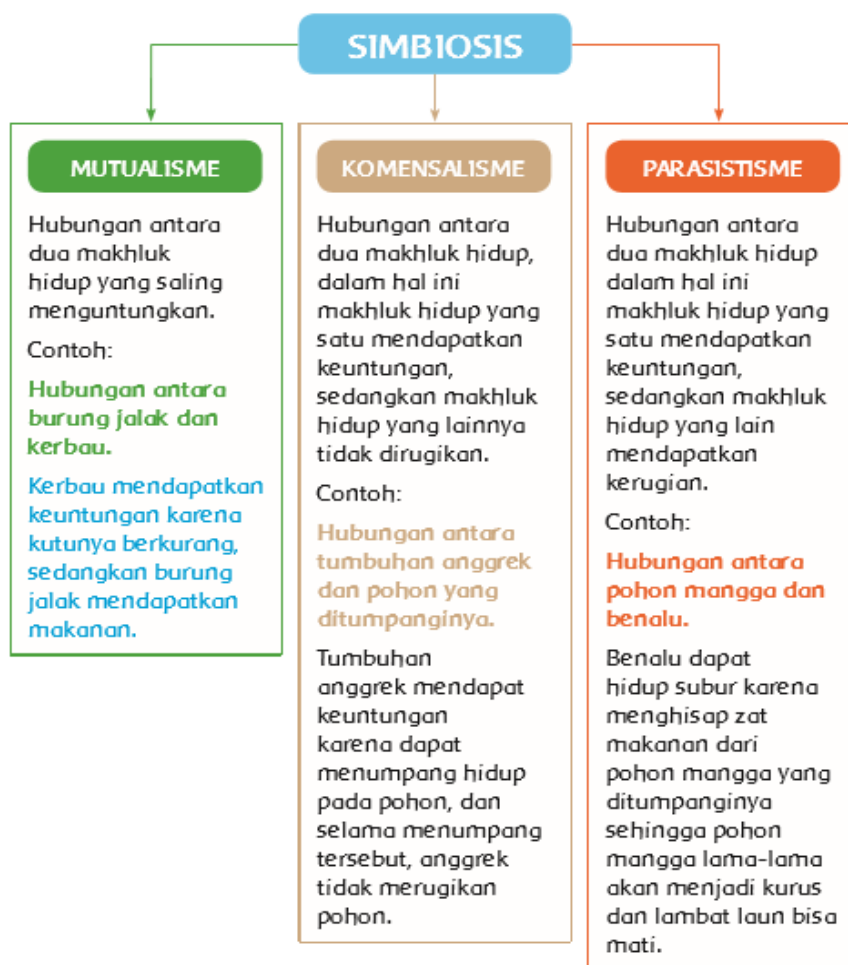 SIMBIOSIS
MUTUALISME
Hubungan antara
dua makhluk
hidup yang saling
menguntungkan.
Contoh:
Hubungan antara
burung jalak dan
kerbau.
Kerbau mendapatkan
keuntungan karena
kutunya berkurang,
sedangkan burung
jalak mendapatkan
makanan.
KOMENSALISME
Hubungan antara
dua makhluk hidup,
dalam hal ini
makhluk hidup yang
satu mendapatkan
keuntungan,
sedangkan makhluk
hidup yang lainnya
tidak dirugikan.
Contoh:
Hubungan antara
tumbuhan anggrek
dan pohon yang
ditumpanginya.
Tumbuhan
anggrek mendapat
keuntungan
karena dapat
menumpang hidup
pada pohon, dan
selama menumpang
tersebut, anggrek
tidak merugikan
pohon.
PARASISTISME
Hubungan antara
dua makhluk hidup
dalam hal ini
makhluk hidup yang
satu mendapatkan
keuntungan,
sedangkan makhluk
hidup yang lain
mendapatkan
kerugian.
Contoh:
Hubungan antara
pohon mangga dan
benalu.
Benalu dapat
hidup subur karena
menghisap zat
makanan dari
pohon mangga yang
ditumpanginya
sehingga pohon
mangga lama-lama
akan menjadi kurus
dan lambat laun bisa
mati.